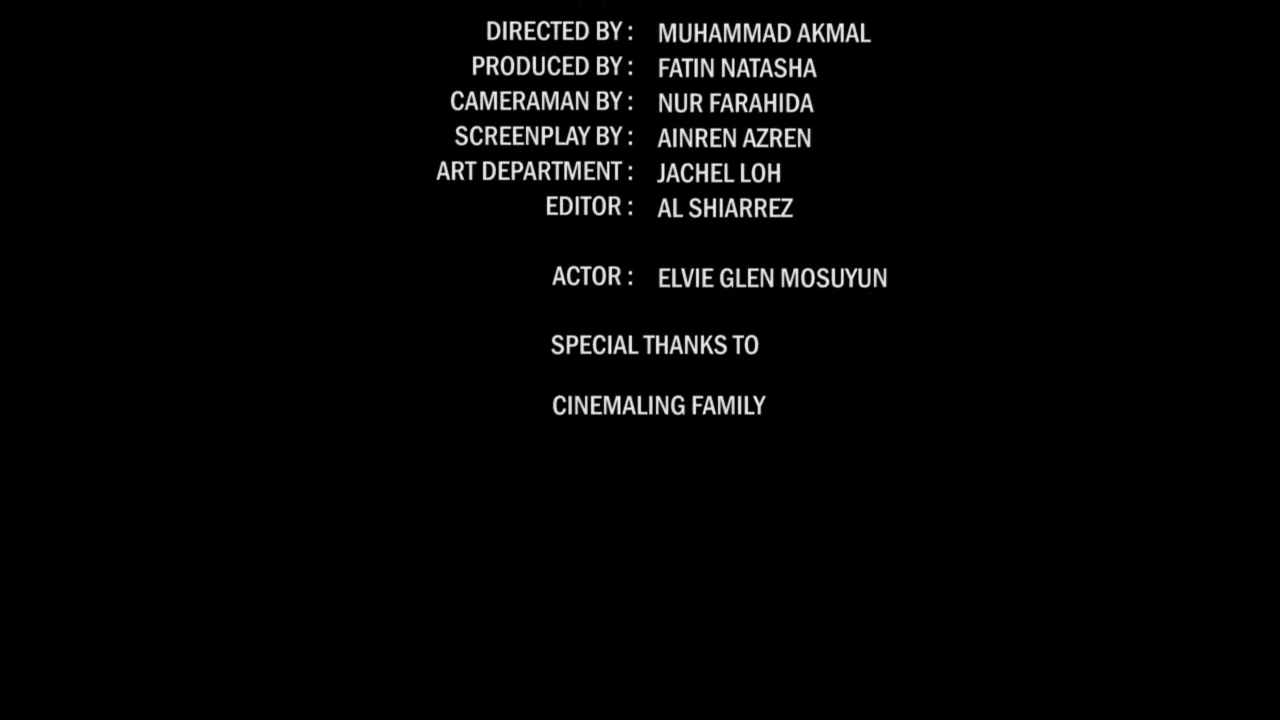 DIRECTED BY : MUHAMMAD AKMAL
PRODUCED BY : FATIN NATASHA
CAMERAMAN BY : NUR FARAHIDA
SCREENPLAY BY : AINREN AZREN
ART DEPARTMENT : JACHEL LOH
EDITOR : AL SHIARREZ
ACTOR : ELVIE GLEN MOSUYUN
SPECIAL THANKS TO
CINEMALING FAMILY